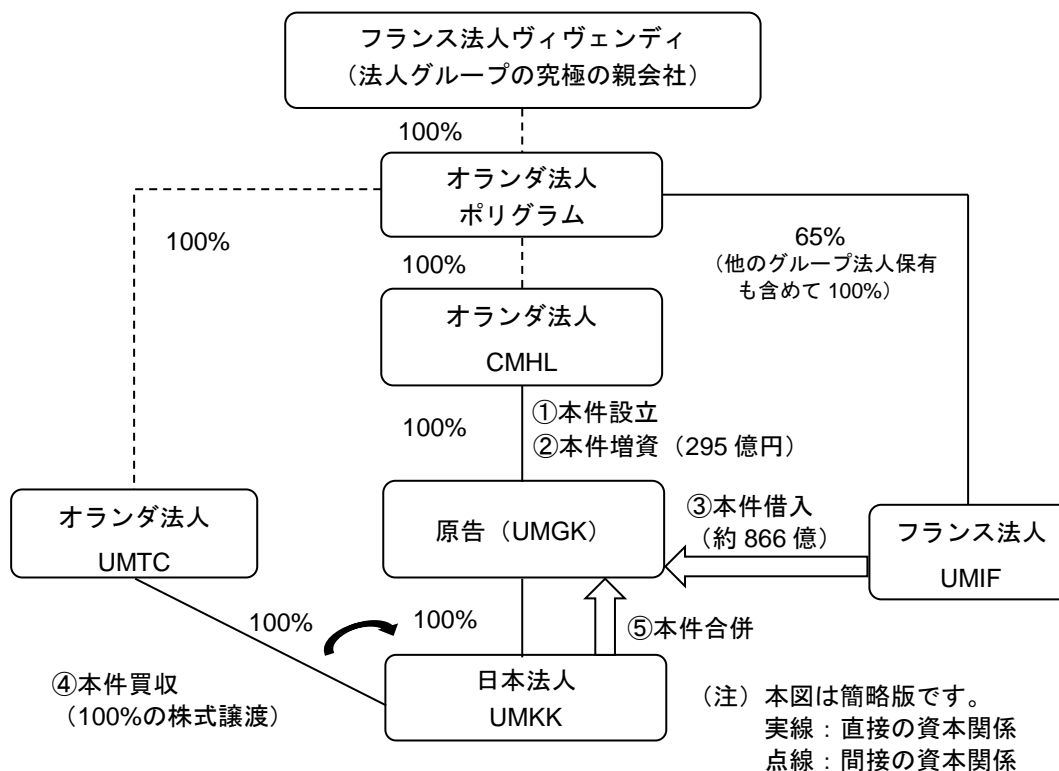 フランス法人ヴィヴェンディ
（法人グループの究極の親会社）
100%
オランダ法人
ポリグラム
100%
100%
65%
（他のグループ法人保有
も含めて 100%）
オランダ法人
CMHL
100%
①本件設立
②本件増資（295 億円）
オランダ法人
UMTC
原告（UMGK）
③本件借入
（約 866 億）
フランス法人
UMIF
100%
100%
⑤本件合併
④本件買収
（100%の株式譲渡）
日本法人
UMKK
（注）本図は簡略版です。
実線：直接の資本関係
点線：間接の資本関係